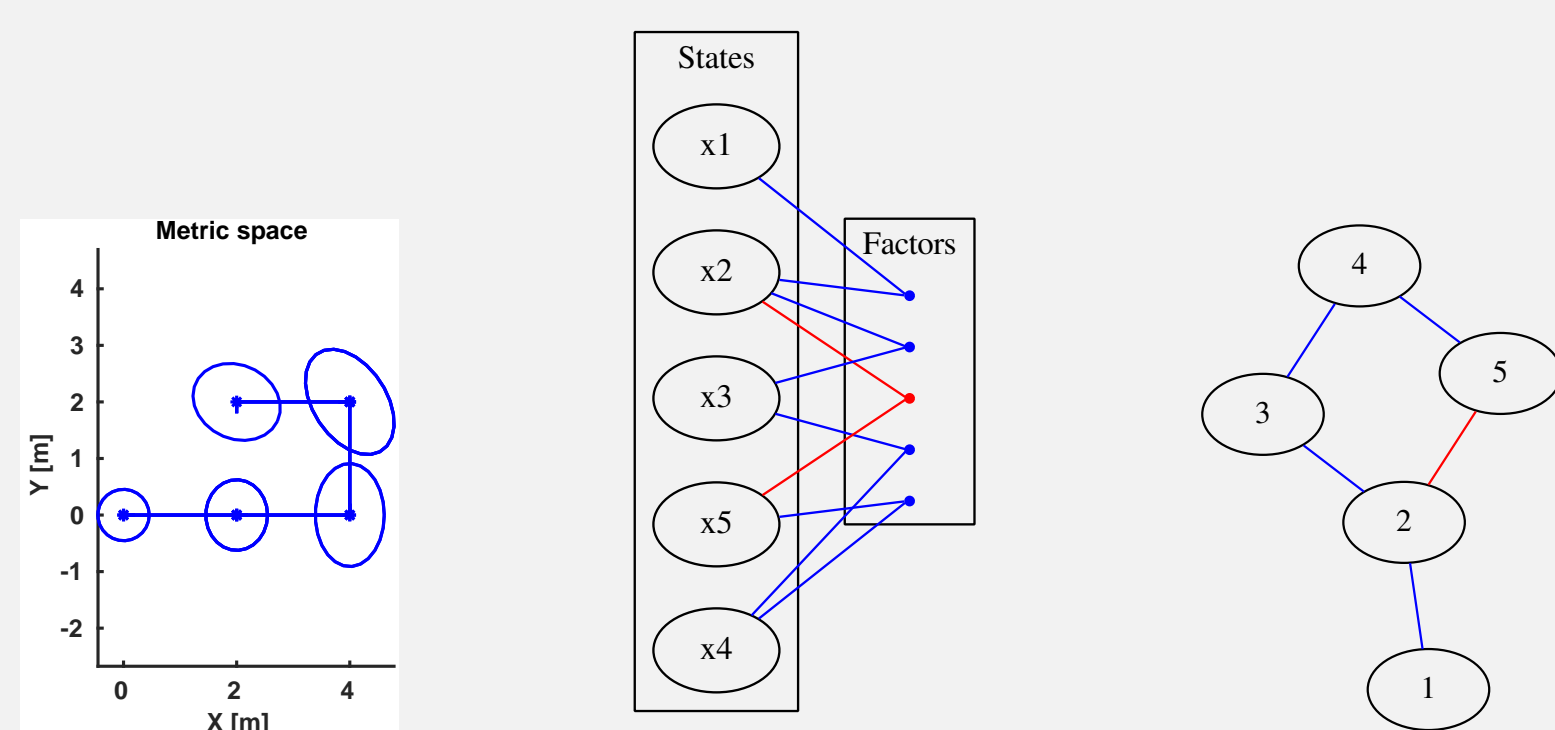 Metric space
4
3
2
1
0
-1
-2
Y [m]
0 2 4
X [m]
States
x1
x2
x3
x5
x4
Factors
4
5
3
2
1